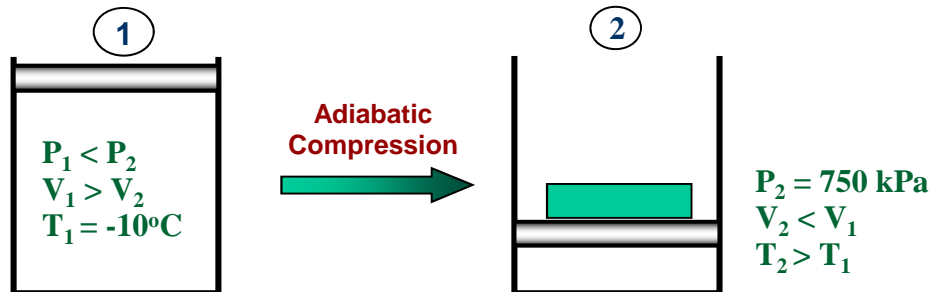 1
2
Adiabatic
Compression
P₁ < P₂
V₁ > V₂
T₁ = -10ºC
P₂ = 750 kPa
V₂ < V₁
T₂ > T₁